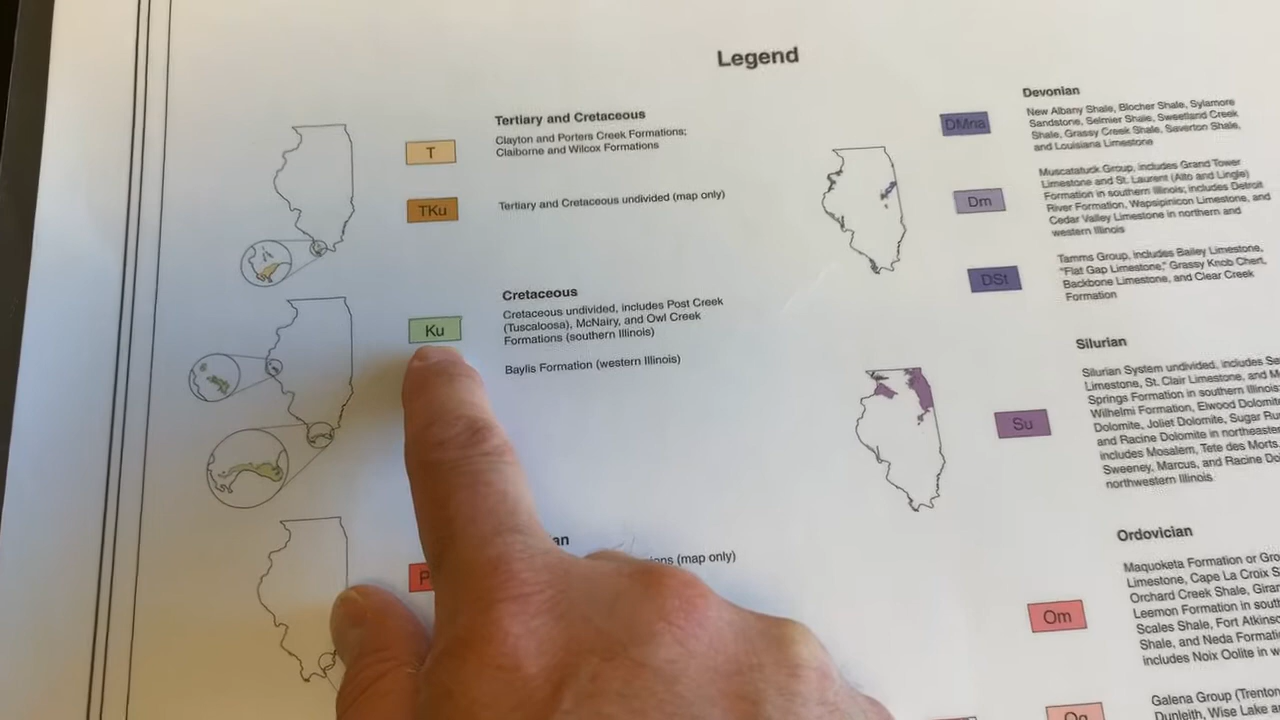 Legend
T
Tertiary and Cretaceous
Clayton and Porters Creek Formations;
Claiborne and Wilcox Formations
TKu
Tertiary and Cretaceous undivided (map only)
Ku
Cretaceous
Cretaceous undivided, includes Post Creek
(Tuscaloosa), McNairy, and Owl Creek
Formations (southern Illinois)
Baylis Formation (western Illinois)
P
an
(map only)
DMna
Devonian
New Albany Shale, Blocher Shale, Sylamore
Sandstone, Selmier Shale, Sweetland Creek
Shale, Grassy Creek Shale, Saverton Shale,
and Louisiana Limestone
Dm
Muscatatuck Group, includes Grand Tower
Limestone and St. Laurent (Alto and Lingle)
Formation in southern Illinois; includes Detroit
River Formation, Wapsipinicon Limestone, and
Cedar Valley Limestone in northern and
western Illinois
DSt
Tamms Group, includes Bailey Limestone,
"Flat Gap Limestone," Grassy Knob Chert,
Backbone Limestone, and Clear Creek
Formation
Silurian
Su
Silurian System undivided, includes
Limestone, St. Clair Limestone, and
Springs Formation in southern Illinois;
Wilhelmi Formation, Elwood
Dolomite, Joliet Dolomite, Sugar
and Racine Dolomite in
includes Mosalem, Tete des Morts,
Sweeney, Marcus, and Racine
northwestern Illinois
Ordovician
Om
Maquoketa Formation or
Limestone, Cape La Croix
Orchard Creek Shale,
Leemon Formation in
Scales Shale, Fort
Shale, and Neda
includes Noix Oolite in
Galena Group
Dunleith, Wise Lake